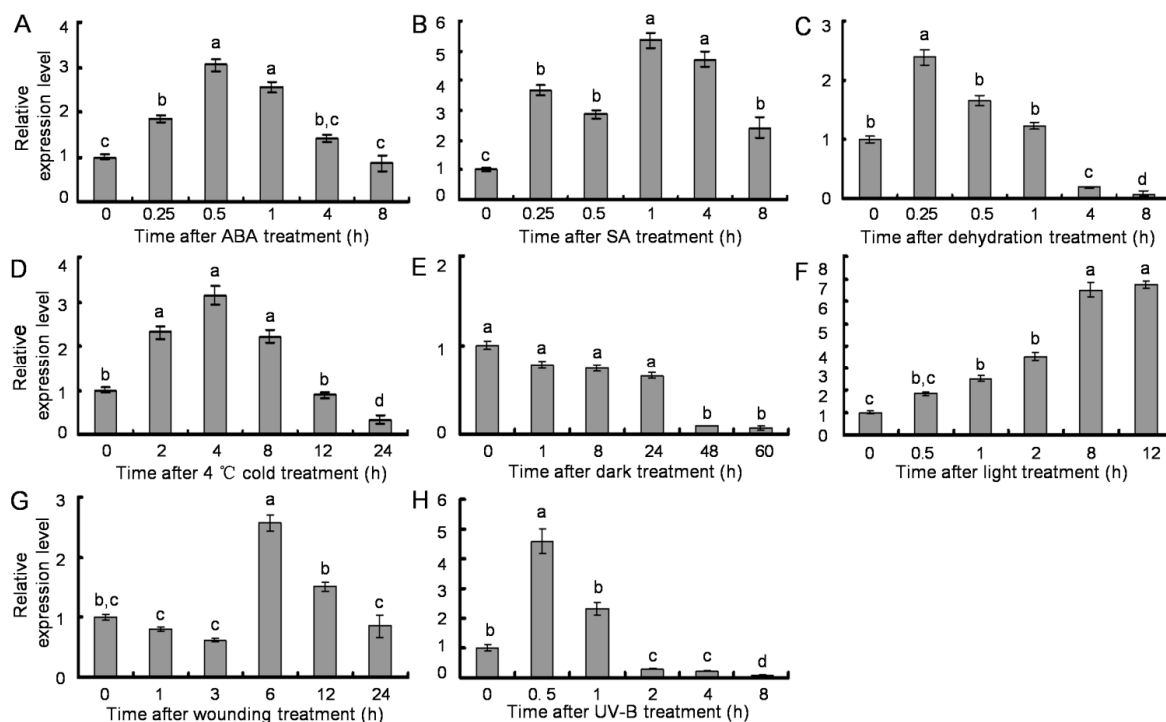 A
Relative
expression level
4
3
2
1
0
c
b
a
a
b,c
c
0 0.25 0.5 1 4 8
Time after ABA treatment (h)
B
6
5
4
3
2
1
0
c
b
b
a
a
b
0 0.25 0.5 1 4 8
Time after SA treatment (h)
C
3
2
1
0
b
a
b
b
c
d
0 0.25 0.5 1 4 8
Time after dehydration treatment (h)
D
Relative
expression level
4
3
2
1
0
b
a
a
a
b
d
0 2 4 8 12 24
Time after 4 ℃ cold treatment (h)
E
2
1
0
a
a
a
a
b
b
0 1 8 24 48 60
Time after dark treatment (h)
F
8
7
6
5
4
3
2
1
0
c
b,c
b
b
a
a
0 0.5 1 2 8 12
Time after light treatment (h)
G
Relative
expression level
3
2
1
0
b,c
c
c
a
b
c
0 1 3 6 12 24
Time after wounding treatment (h)
H
6
5
4
3
2
1
0
b
a
b
c
c
d
0 0.5 1 2 4 8
Time after UV-B treatment (h)